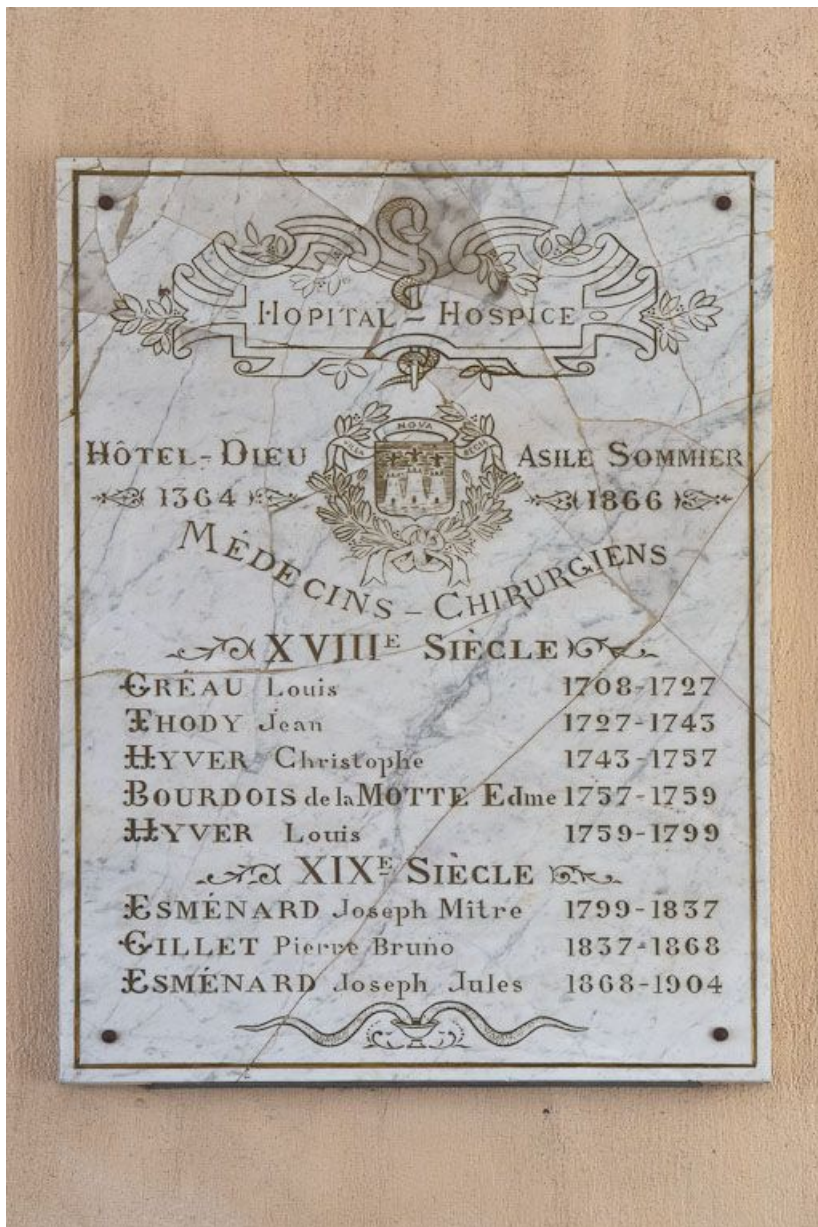 HOPITAL - HOSPICE
VILLA NOVA REGIA
HÔTEL-DIEU
1364
ASILE SOMMIER
1866
MÉDECINS - CHIRURGIENS
XVIIIE SIÈCLE
GRÉAU Louis 1708-1727
THODY Jean 1727-1743
HYVER Christophe 1743-1757
BOURDOIS de la MOTTE Edme 1757-1759
HYVER Louis 1759-1799
XIXE SIÈCLE
ESMÉNARD Joseph Mître 1799-1837
GILLET Pierre Bruno 1837-1868
ESMÉNARD Joseph Jules 1868-1904